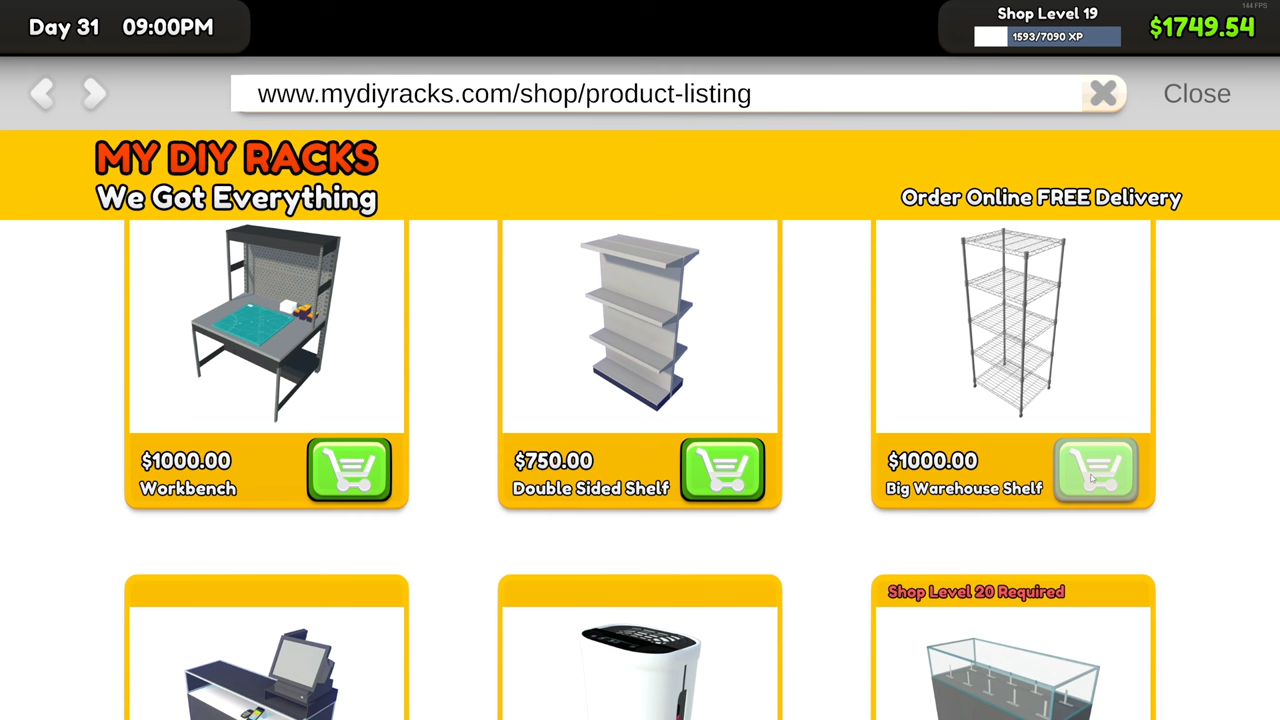 144 FPS
Day 31 09:00PM
Shop Level 19
1593/7090 XP
$1749.54
www.mydiyracks.com/shop/product-listing
Close
MY DIY RACKS
We Got Everything
Order Online FREE Delivery
$1000.00
Workbench
$750.00
Double Sided Shelf
$1000.00
Big Warehouse Shelf
Shop Level 20 Required